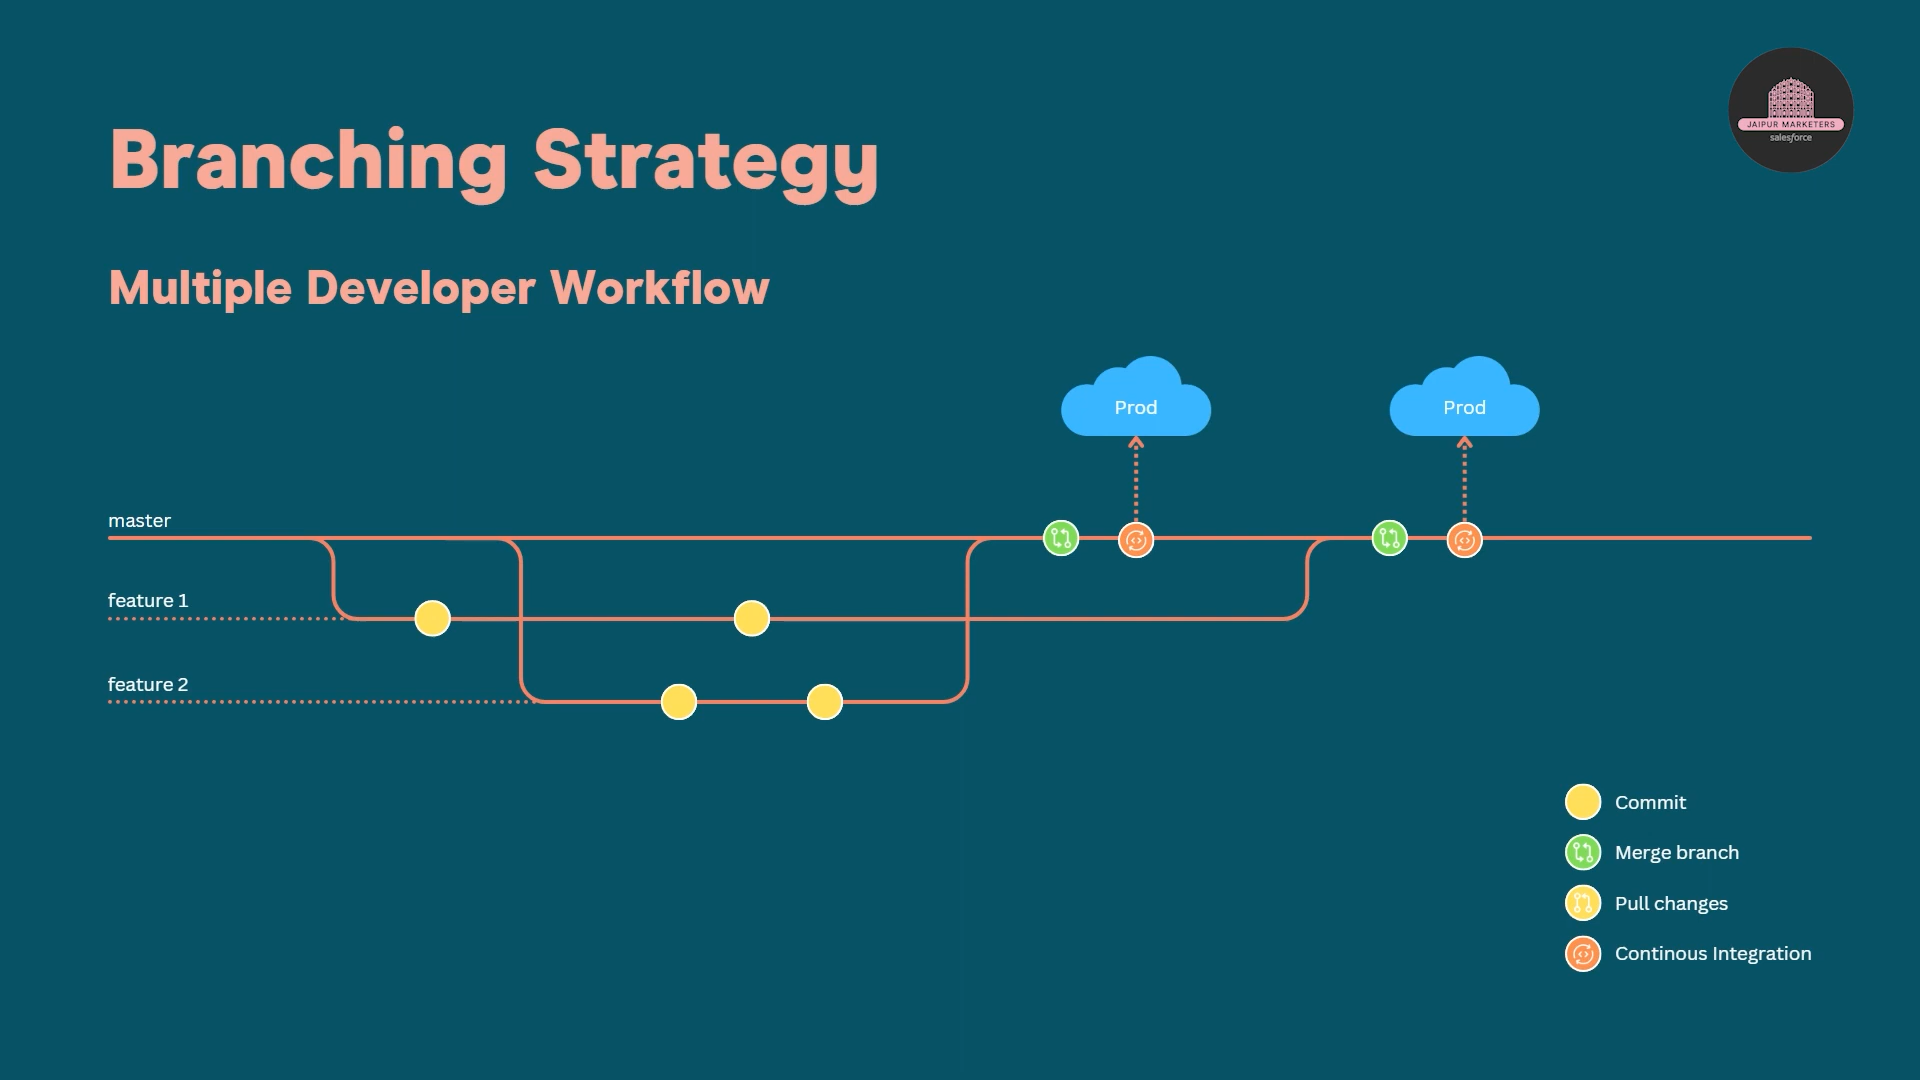 JAIPUR MARKETERS
salesforce
Branching Strategy
Multiple Developer Workflow
Prod
Prod
master
feature 1
feature 2
Commit
Merge branch
Pull changes
Continous Integration